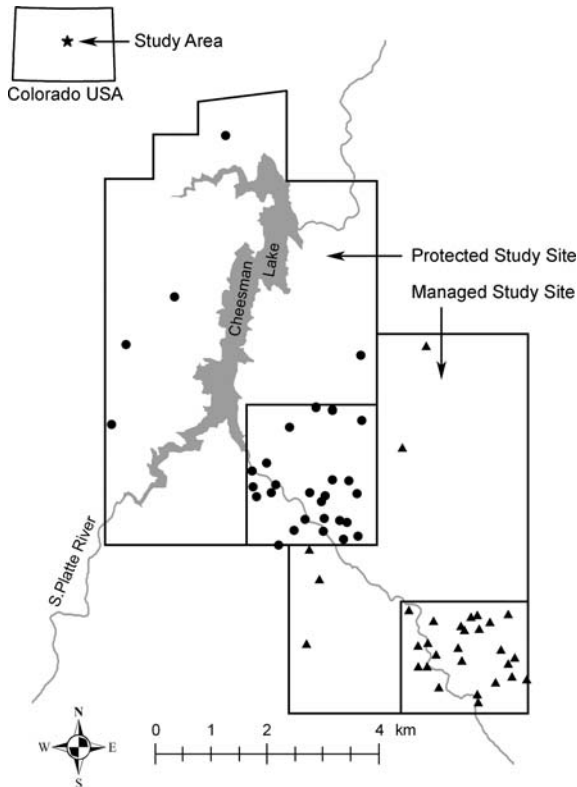 Study Area
Colorado USA
Protected Study Site
Managed Study Site
Cheesman
Lake
S.Platte River
N
W E
S
0 1 2 4 km